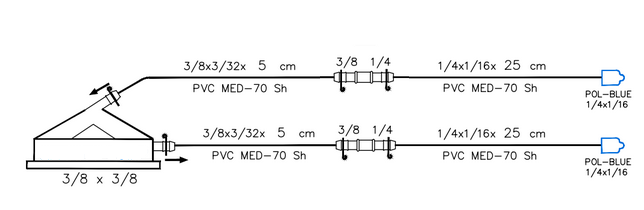 3/8x3/32x 5 cm
3/8 1/4
1/4x1/16x 25 cm
PVC MED-70 Sh
PVC MED-70 Sh
POL-BLUE
1/4x1/16
3/8x3/32x 5 cm
3/8 1/4
1/4x1/16x 25 cm
PVC MED-70 Sh
PVC MED-70 Sh
POL-BLUE
1/4x1/16
3/8 x 3/8